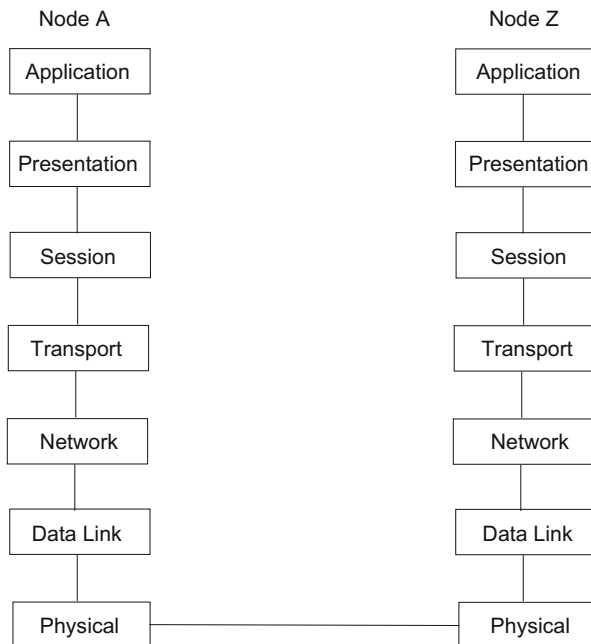 Node A
Node Z
Application
Application
Presentation
Presentation
Session
Session
Transport
Transport
Network
Network
Data Link
Data Link
Physical
Physical